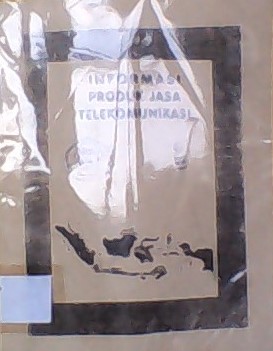 INFORMASI
PRODUK JASA
TELEKOMUNIKASI